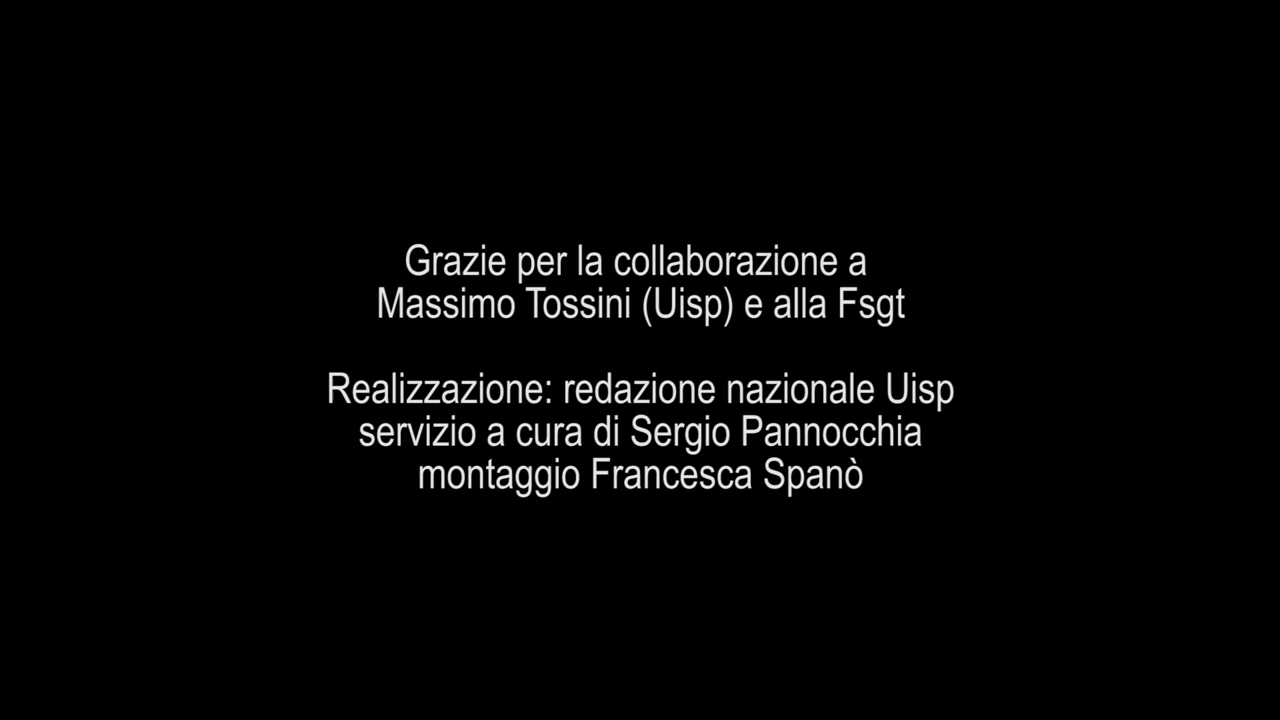 Grazie per la collaborazione a
Massimo Tossini (Uisp) e alla Fsgt
Realizzazione: redazione nazionale Uisp
servizio a cura di Sergio Pannocchia
montaggio Francesca Spanò